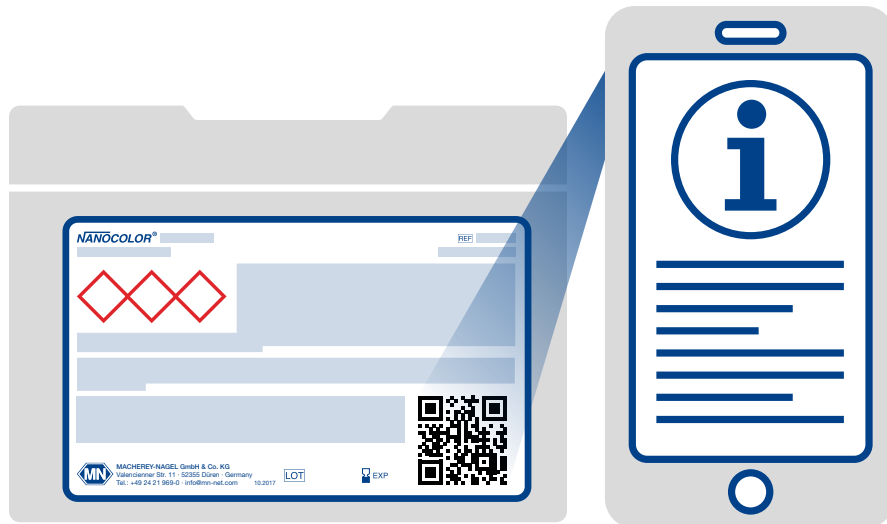 NANOCOLOR®
REF
MN
MACHEREY-NAGEL GmbH & Co. KG
Valencienner Str. 11 · 52355 Düren · Germany
Tel.: +49 24 21 969-0 · info@mn-net.com
10.2017
LOT
EXP
i